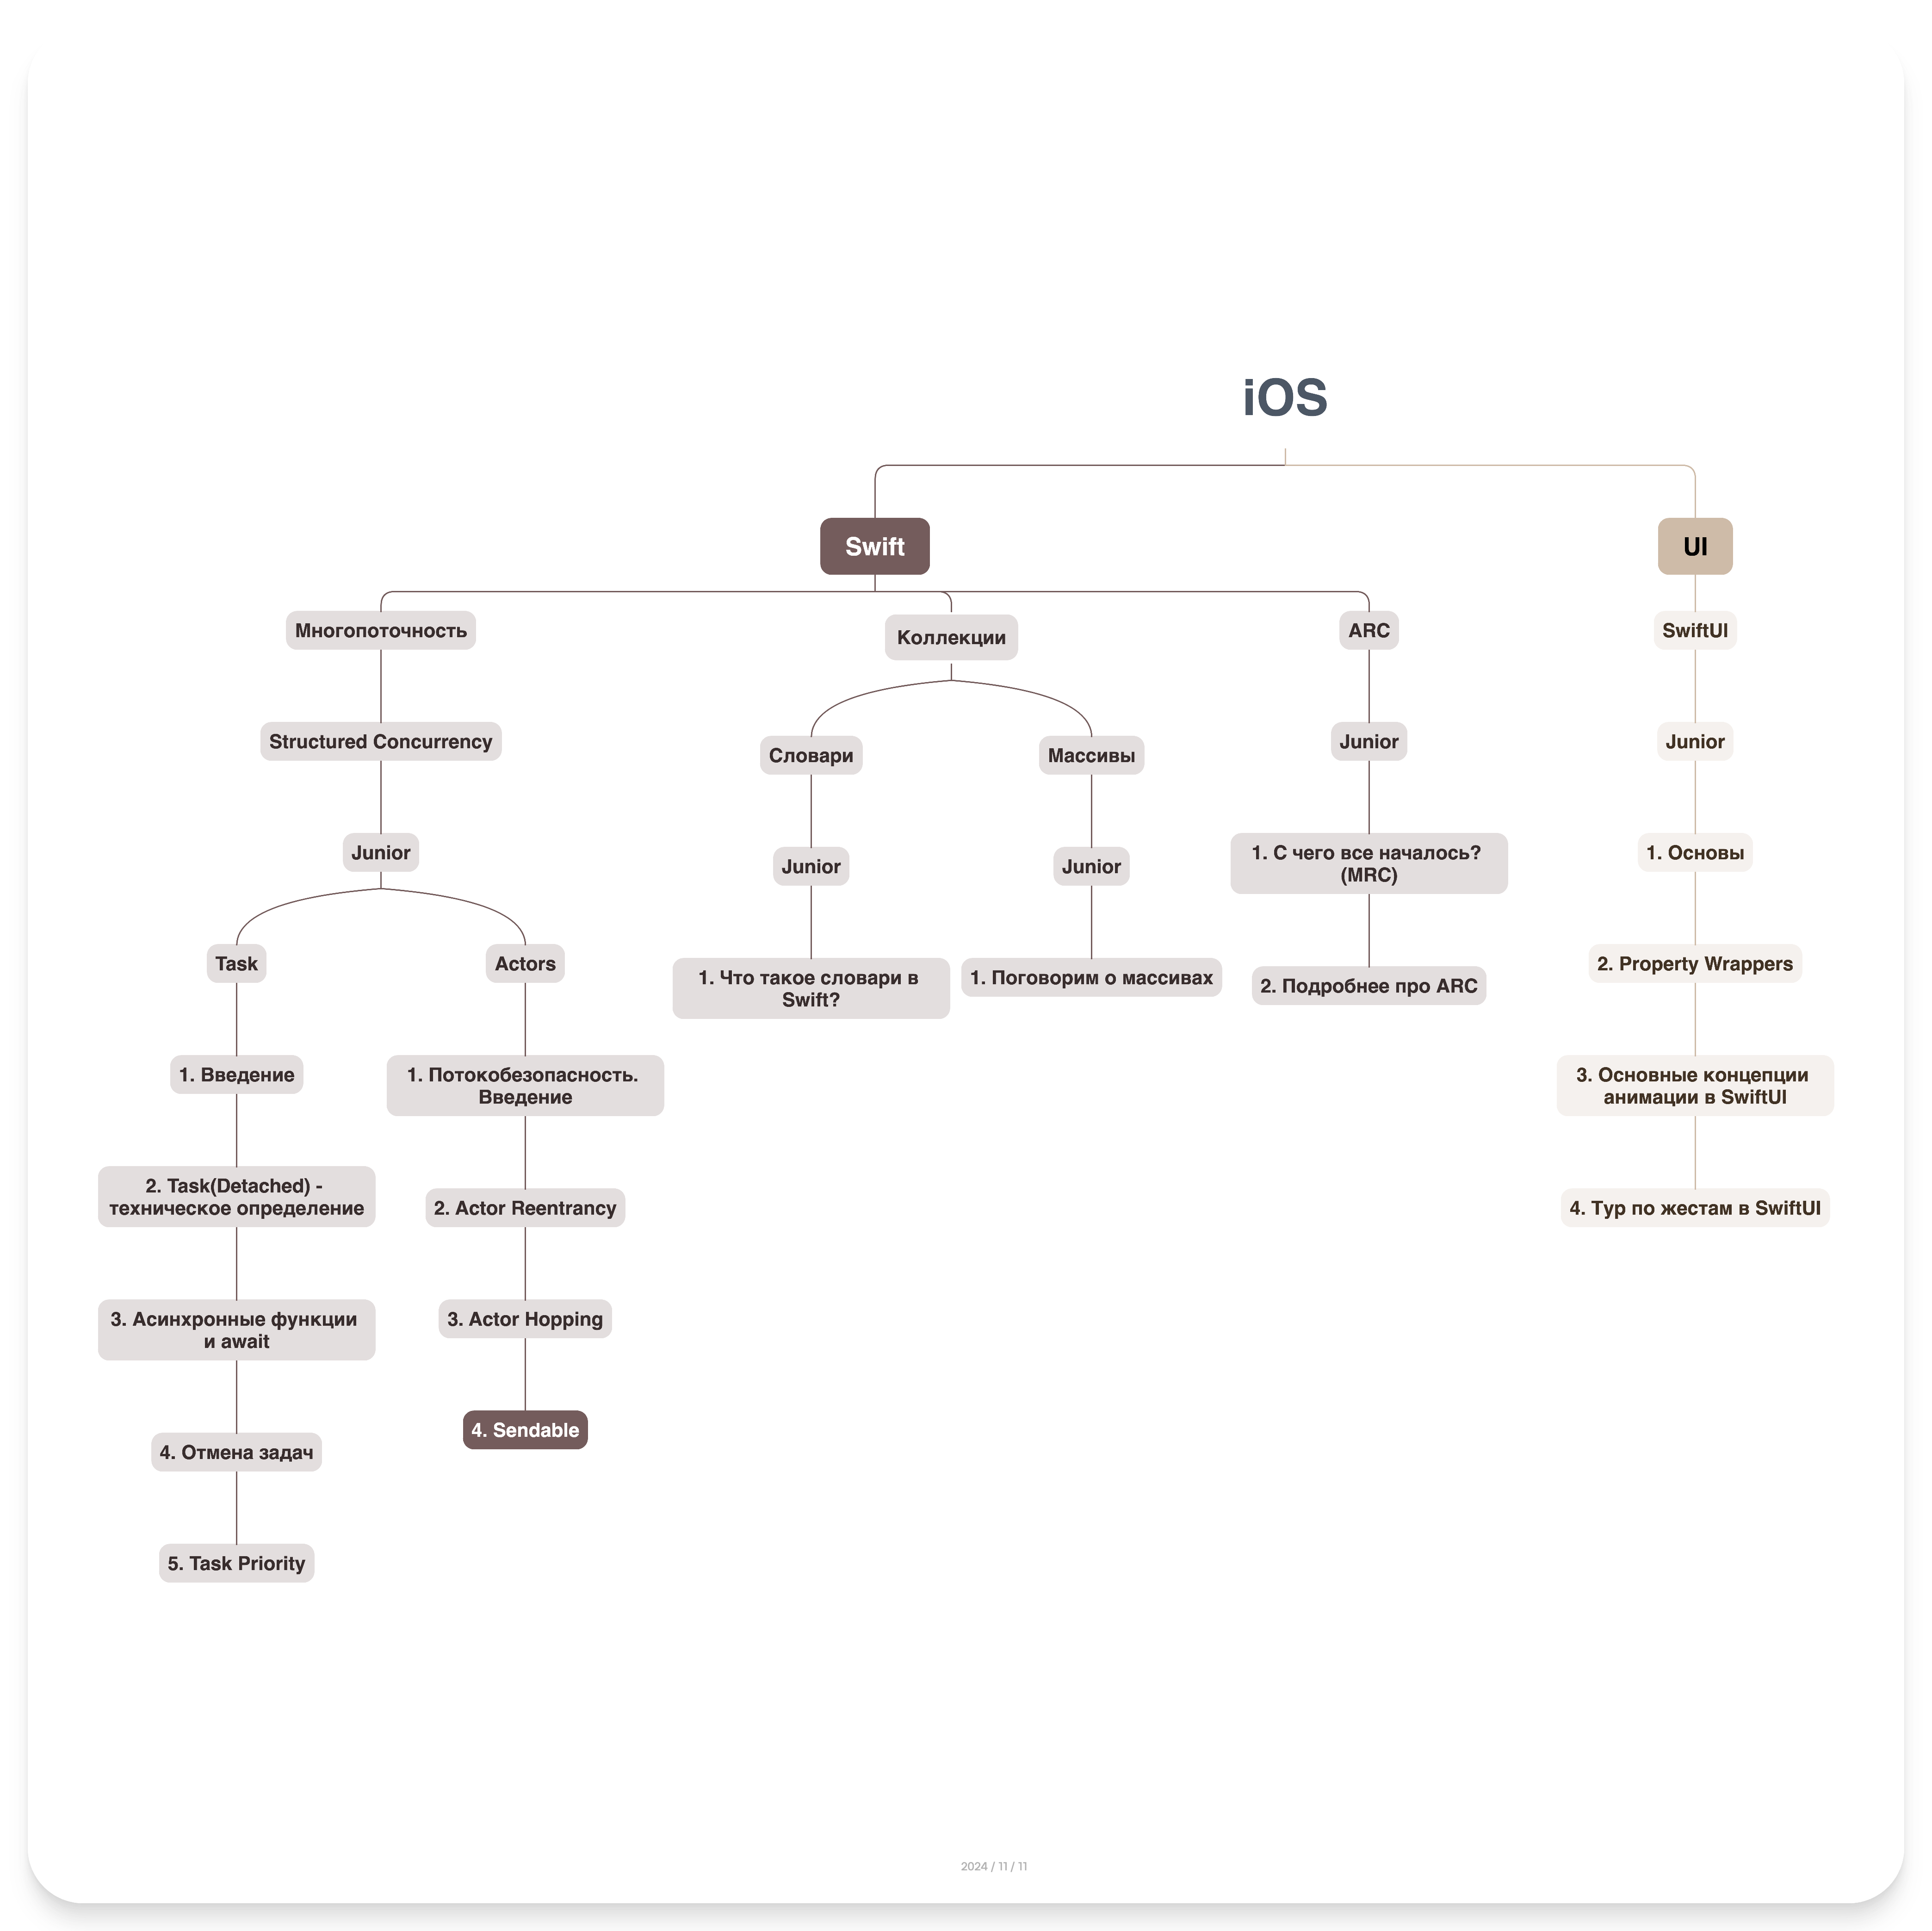 iOS
Swift
UI
Многопоточность
Коллекции
ARC
SwiftUI
Structured Concurrency
Словари
Массивы
Junior
Junior
Junior
Junior
Junior
1. С чего все началось?
(MRC)
1. Основы
Task
Actors
1. Что такое словари в
Swift?
1. Поговорим о массивах
2. Подробнее про ARC
2. Property Wrappers
1. Введение
1. Потокобезопасность.
Введение
3. Основные концепции
анимации в SwiftUI
2. Task(Detached) -
техническое определение
2. Actor Reentrancy
4. Тур по жестам в SwiftUI
3. Асинхронные функции
и await
3. Actor Hopping
4. Отмена задач
4. Sendable
5. Task Priority
2024 / 11 / 11